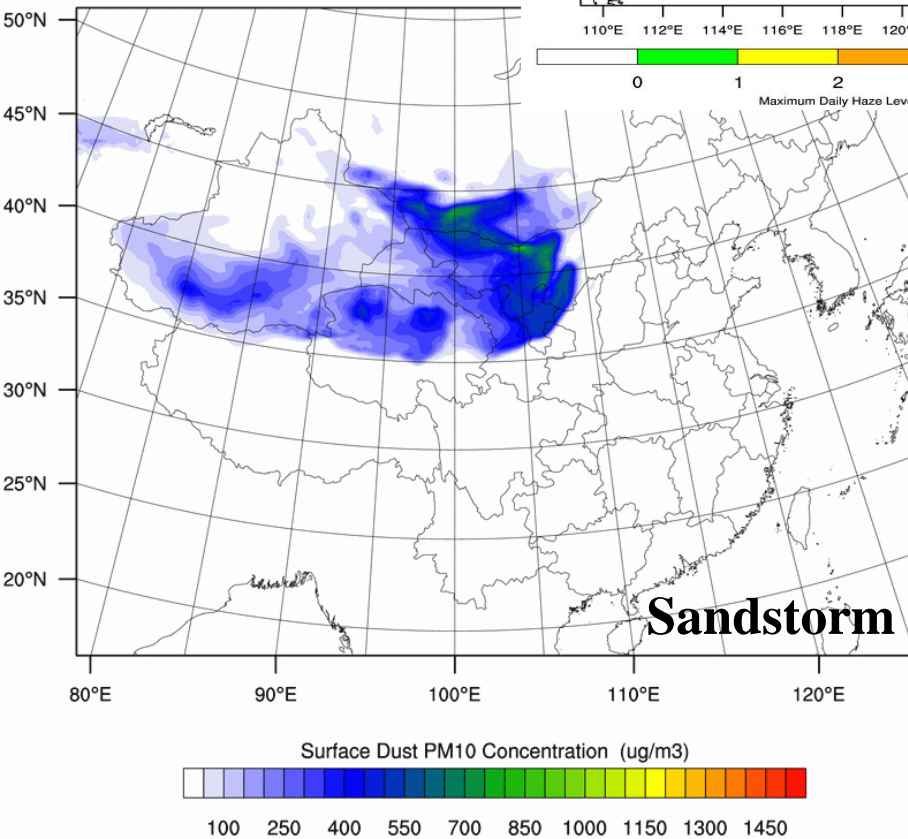 50°N
110°E 112°E 114°E 116°E 118°E
0 1 2
Maximum Daily Haze
45°N
40°N
35°N
30°N
25°N
20°N
Sandstorm
80°E 90°E 100°E 110°E 120°E
Surface Dust PM10 Concentration (ug/m3)
100 250 400 550 700 850 1000 1150 1300 1450